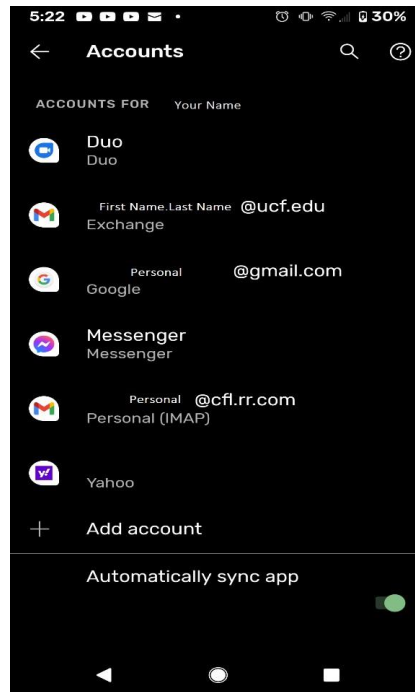 5:22 30%
Accounts
ACCOUNTS FOR Your Name
Duo
Duo
First Name.Last Name @ucf.edu
Exchange
Personal @gmail.com
Google
Messenger
Messenger
Personal @cfl.rr.com
Personal (IMAP)
Yahoo
Add account
Automatically sync app